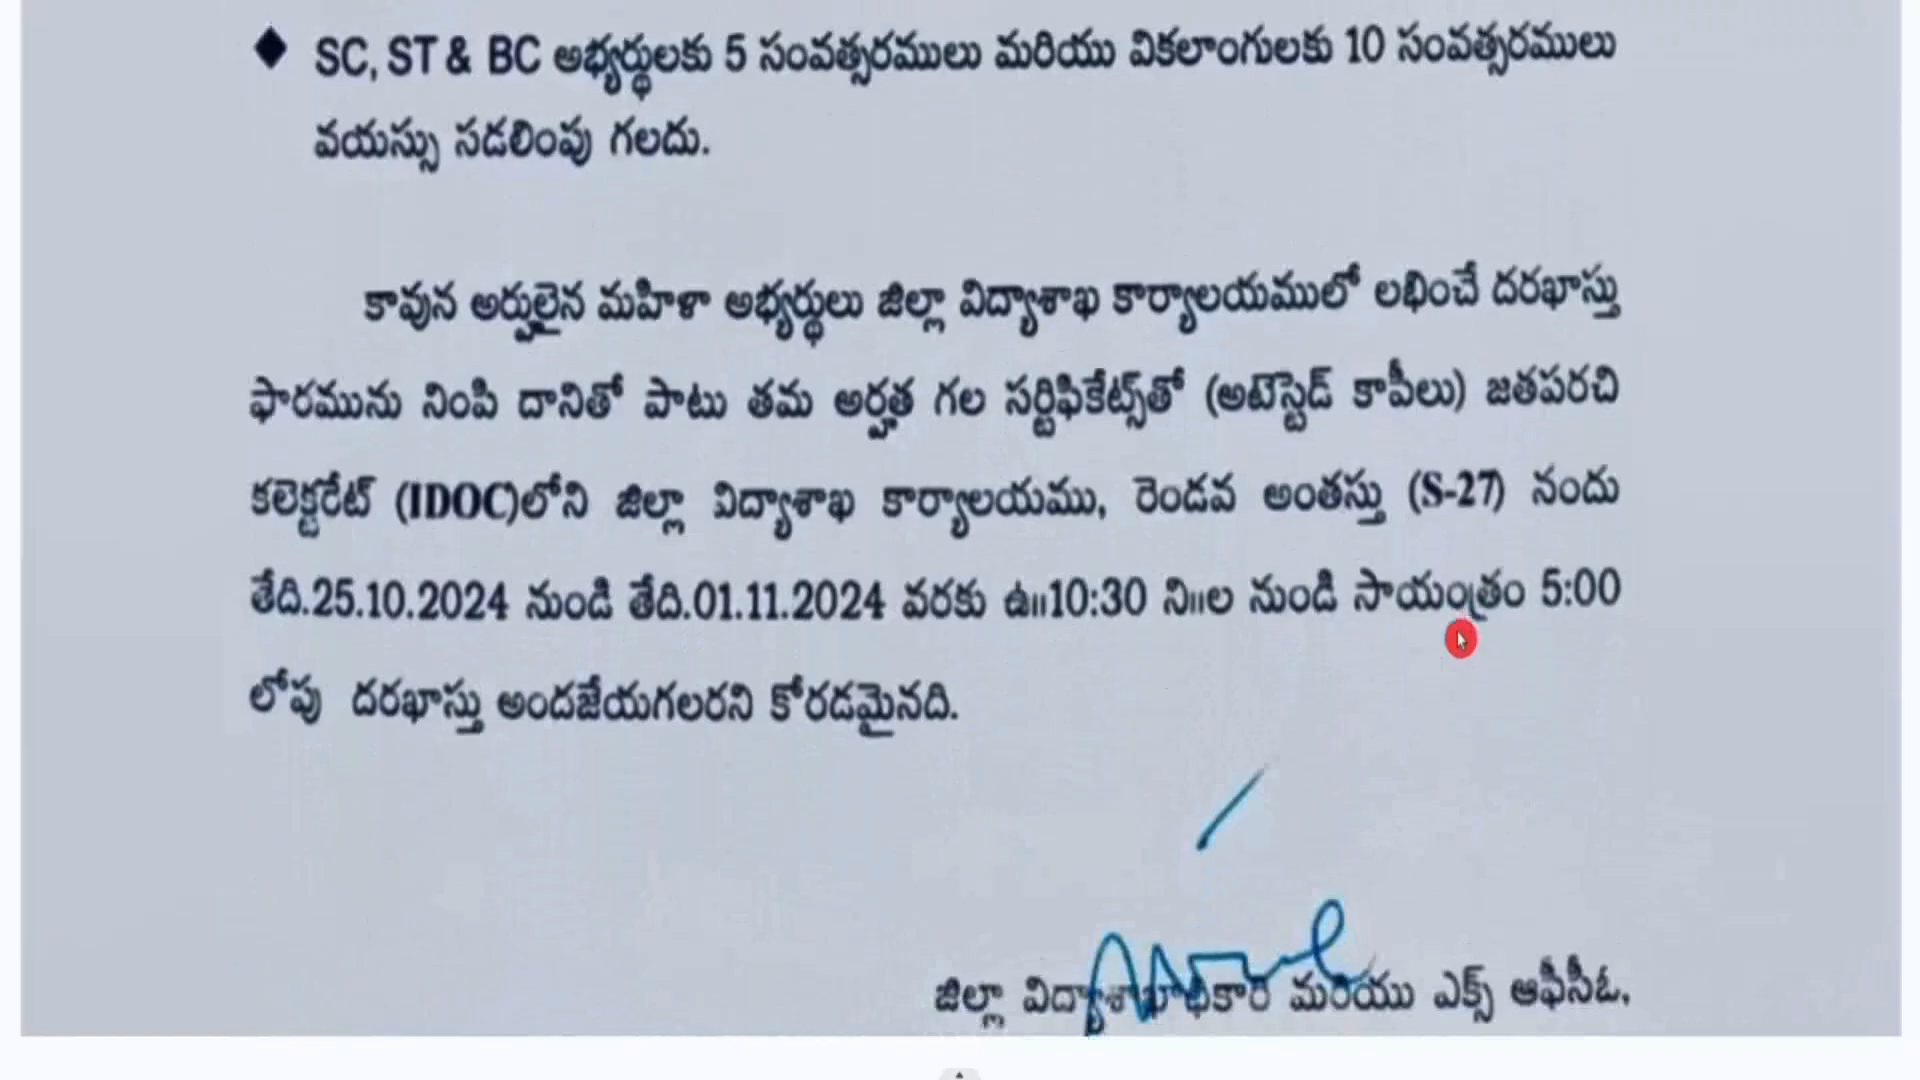 ◆ SC, ST & BC అభ్యర్థులకు 5 సంవత్సరములు మరియు వికలాంగులకు 10 సంవత్సరములు
వయస్సు సడలింపు గలదు.
కావున అర్హులైన మహిళా అభ్యర్థులు జిల్లా విద్యాశాఖ కార్యాలయములో లభించే దరఖాస్తు
ఫారమును నింపి దానితో పాటు తమ అర్హత గల సర్టిఫికేట్స్‌తో (అటెస్టెడ్ కాపీలు) జతపరచి
కలెక్టరేట్ (IDOC)లోని జిల్లా విద్యాశాఖ కార్యాలయము, రెండవ అంతస్తు (S-27) నందు
తేది.25.10.2024 నుండి తేది.01.11.2024 వరకు ఉ॥10:30 ని॥ల నుండి సాయంత్రం 5:00
లోపు దరఖాస్తు అందజేయగలరని కోరడమైనది.
జిల్లా విద్యాశాఖాధికారి మరియు ఎక్స్ ఆఫీసీఓ,